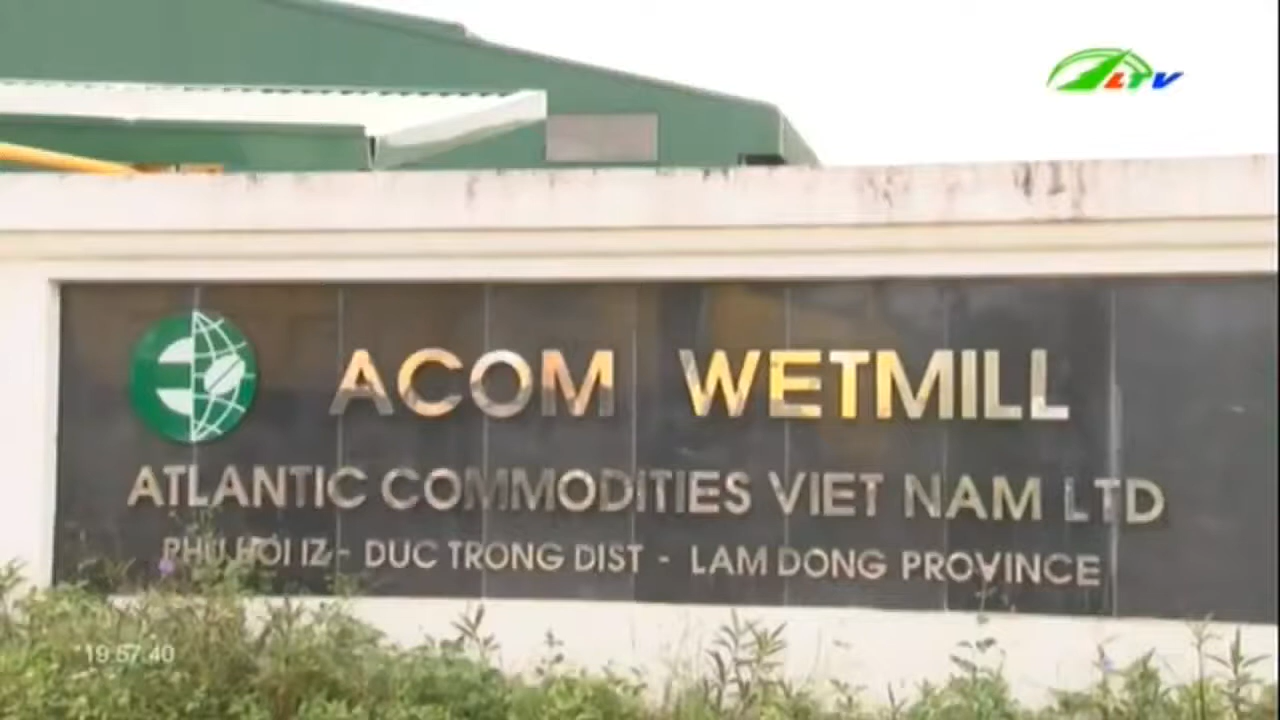 LTV
ACOM WETMILL
ATLANTIC COMMODITIES VIET NAM LTD
PHU HOI IZ - DUC TRONG DIST - LAM DONG PROVINCE
19:57:40